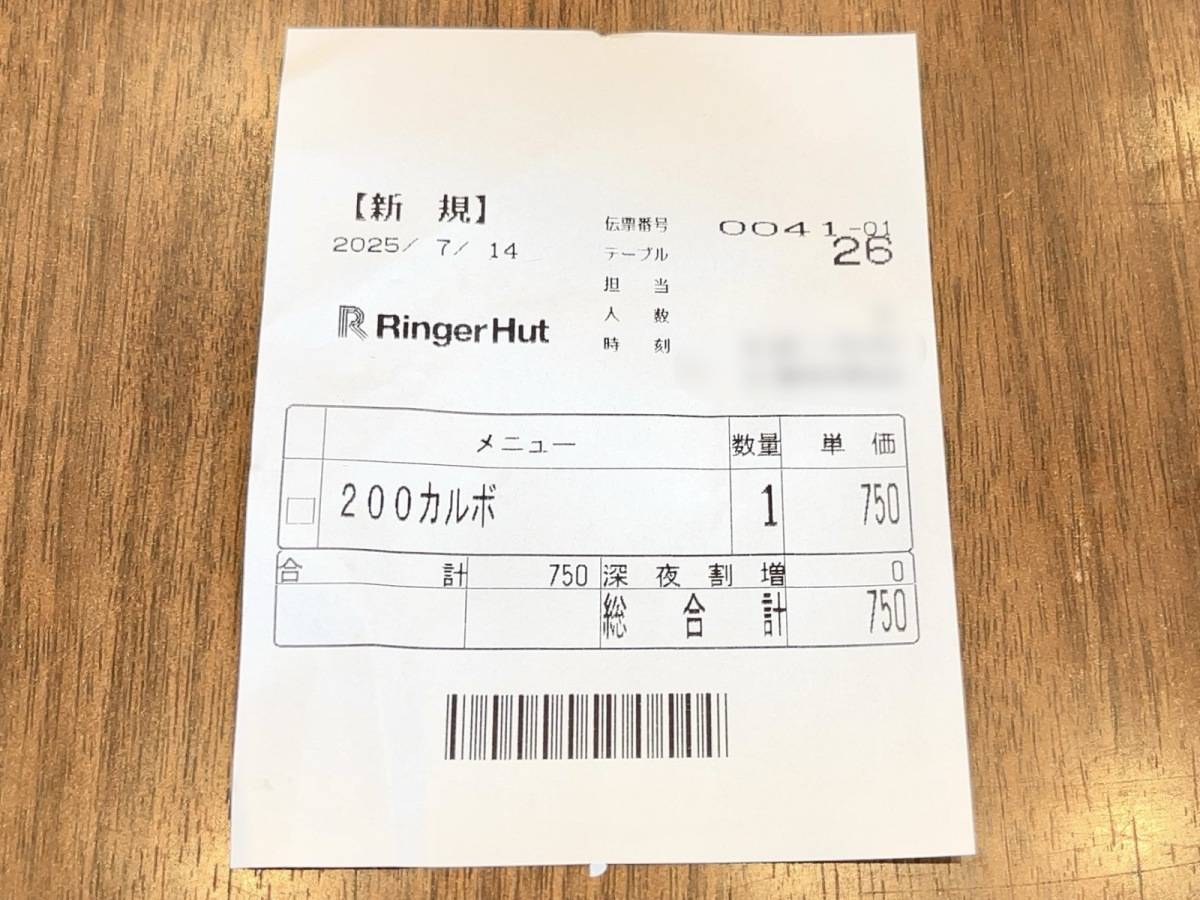 【新 規】
2025/ 7/ 14
伝票番号 0041-01
テーブル 26
担 当
人 数
時 刻
RingerHut
メニュー 数量 単 価
200カルボ 1 750
合 計 750 深 夜 割 増 0
総 合 計 750